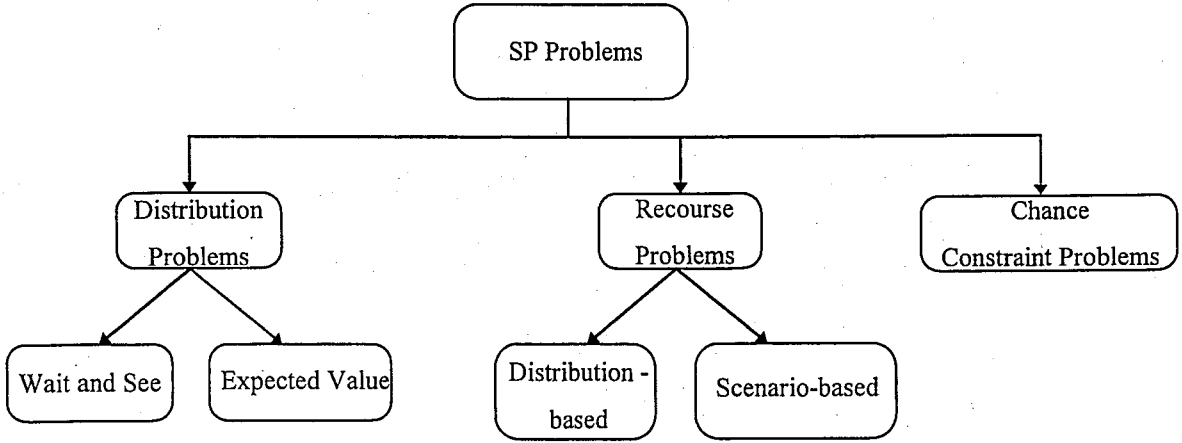 SP Problems
Distribution
Problems
Recourse
Problems
Chance
Constraint Problems
Wait and See
Expected Value
Distribution -
based
Scenario-based